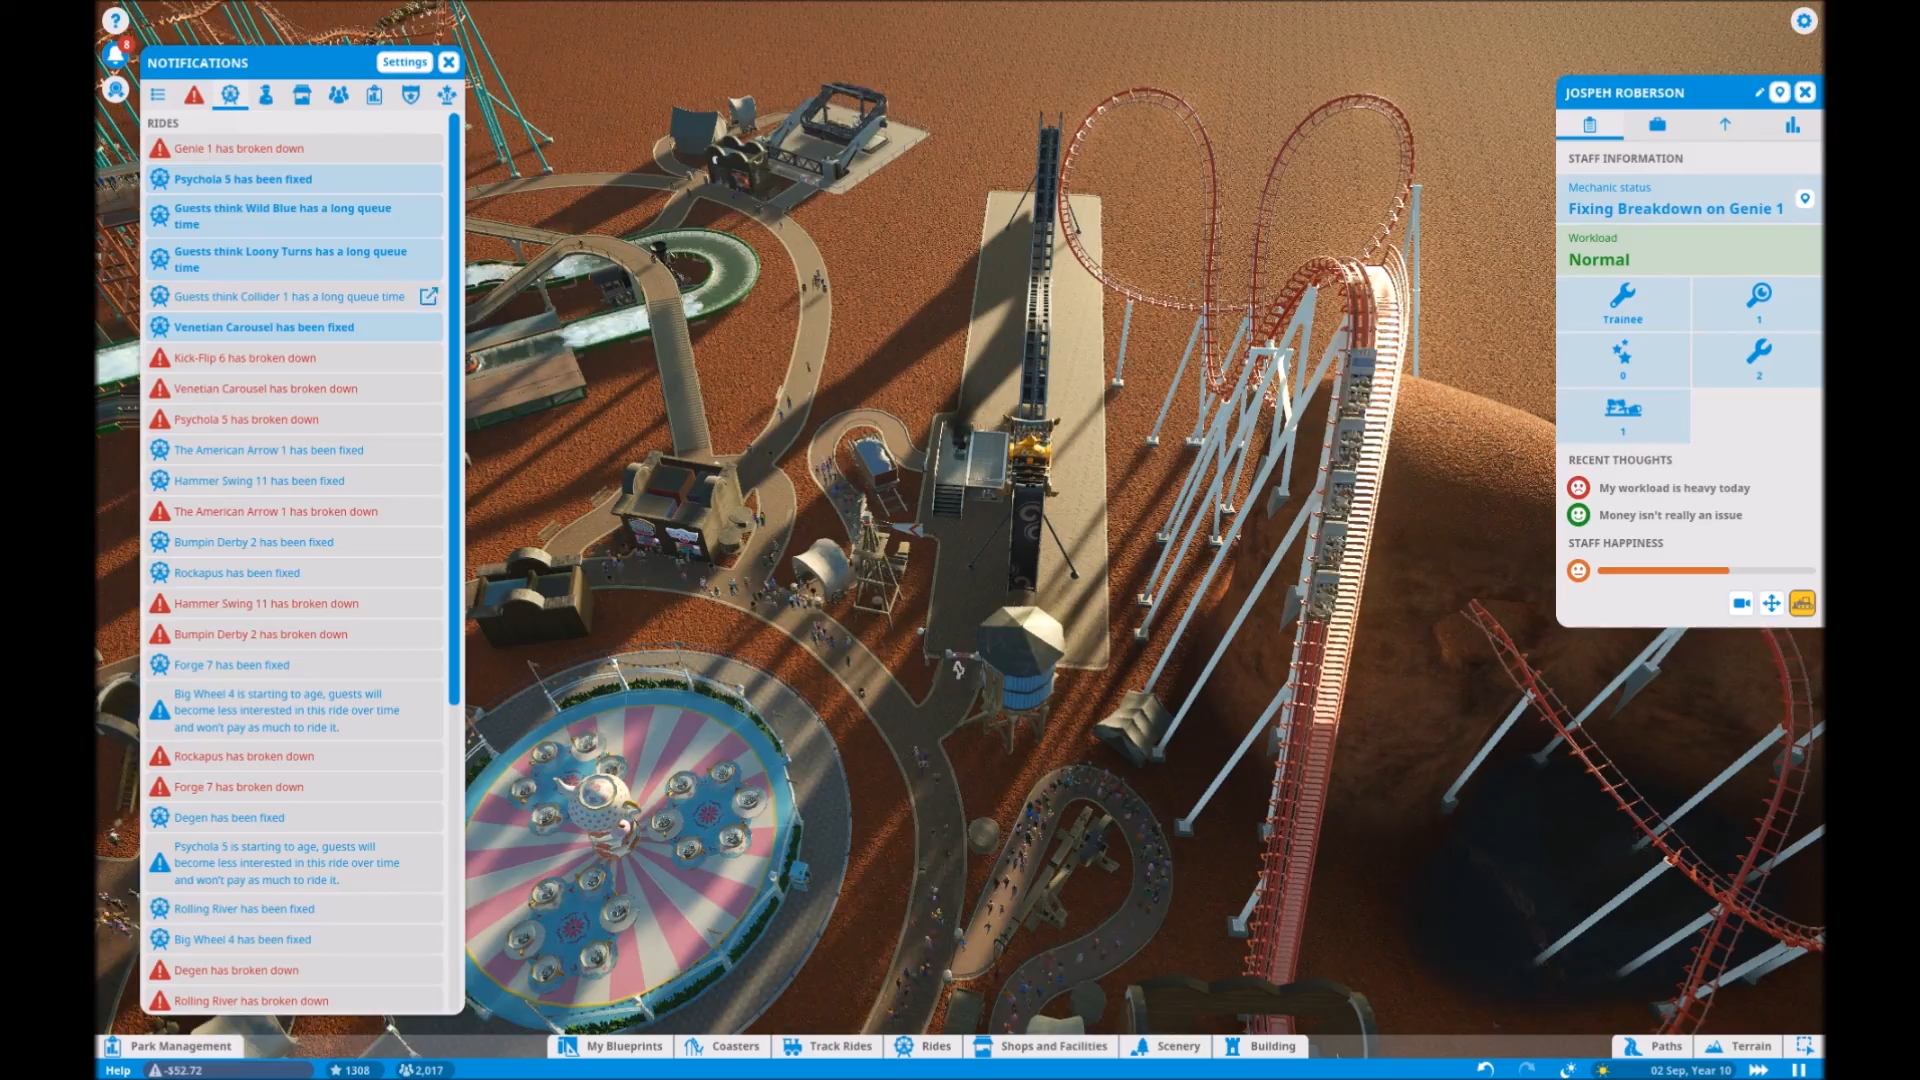 ?
8
NOTIFICATIONS
Settings
RIDES
Genie 1 has broken down
Psychola 5 has been fixed
Guests think Wild Blue has a long queue
time
Guests think Loony Turns has a long queue
time
Guests think Collider 1 has a long queue time
Venetian Carousel has been fixed
Kick-Flip 6 has broken down
Venetian Carousel has broken down
Psychola 5 has broken down
The American Arrow 1 has been fixed
Hammer Swing 11 has been fixed
The American Arrow 1 has broken down
Bumpin Derby 2 has been fixed
Rockapus has been fixed
Hammer Swing 11 has broken down
Bumpin Derby 2 has broken down
Forge 7 has been fixed
Big Wheel 4 is starting to age, guests will
become less interested in this ride over time
and won't pay as much to ride it.
Rockapus has broken down
Forge 7 has broken down
Degen has been fixed
Psychola 5 is starting to age, guests will
become less interested in this ride over time
and won't pay as much to ride it.
Rolling River has been fixed
Big Wheel 4 has been fixed
Degen has broken down
Rolling River has broken down
JOSPEH ROBERSON
STAFF INFORMATION
Mechanic status
Fixing Breakdown on Genie 1
Workload
Normal
Trainee
1
0
2
1
RECENT THOUGHTS
My workload is heavy today
Money isn't really an issue
STAFF HAPPINESS
Park Management
My Blueprints
Coasters
Track Rides
Rides
Shops and Facilities
Scenery
Building
Paths
Terrain
Help
-$52.72
1308
2,017
02 Sep, Year 10